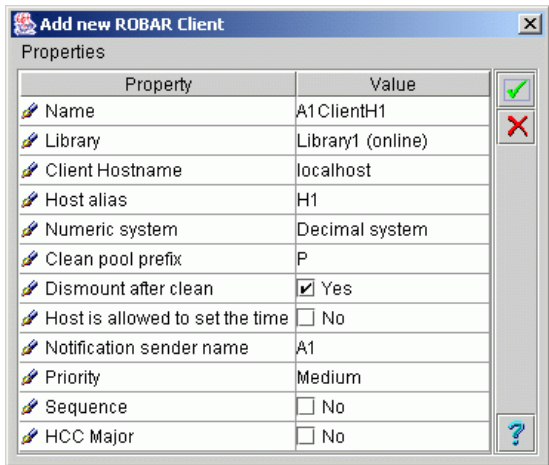 Add new ROBAR Client
Properties
Property Value
Name A1ClientH1
Library Library1 (online)
Client Hostname localhost
Host alias H1
Numeric system Decimal system
Clean pool prefix P
Dismount after clean Yes
Host is allowed to set the time No
Notification sender name A1
Priority Medium
Sequence No
HCC Major No
?